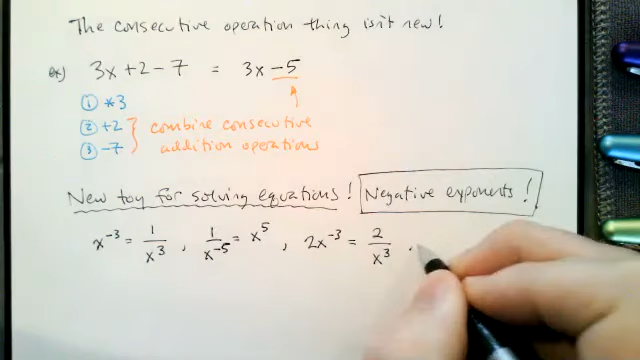 The consecutive operation thing isn't new!
ex) 3x + 2 - 7 = 3x - 5
① *3
② +2 } combine consecutive
③ -7 addition operations
New toy for solving equations! Negative exponents!
x⁻³ = 1/x³ , 1/x⁻⁵ = x⁵ , 2x⁻³ = 2/x³ ,